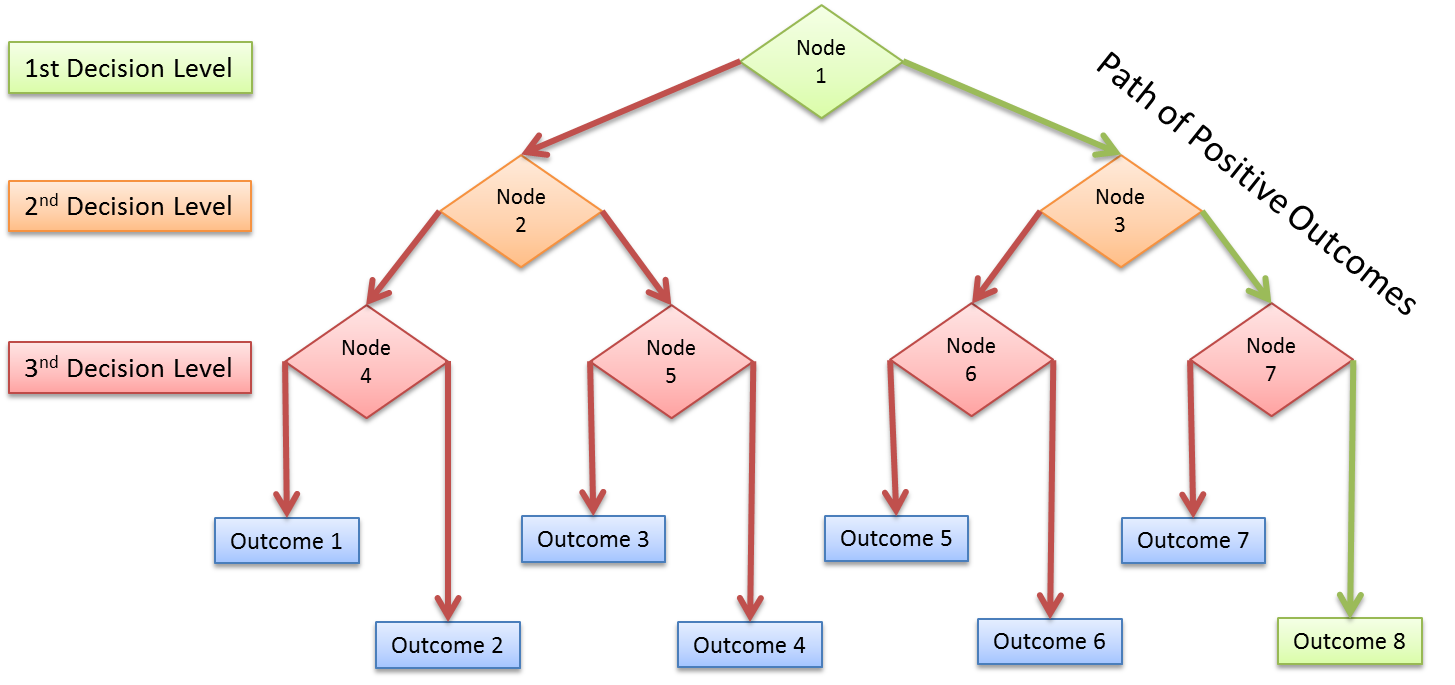 Node
1
1st Decision Level
Path of Positive Outcomes
2nd Decision Level
Node
2
Node
3
3nd Decision Level
Node
4
Node
5
Node
6
Node
7
Outcome 1
Outcome 3
Outcome 5
Outcome 7
Outcome 2
Outcome 4
Outcome 6
Outcome 8